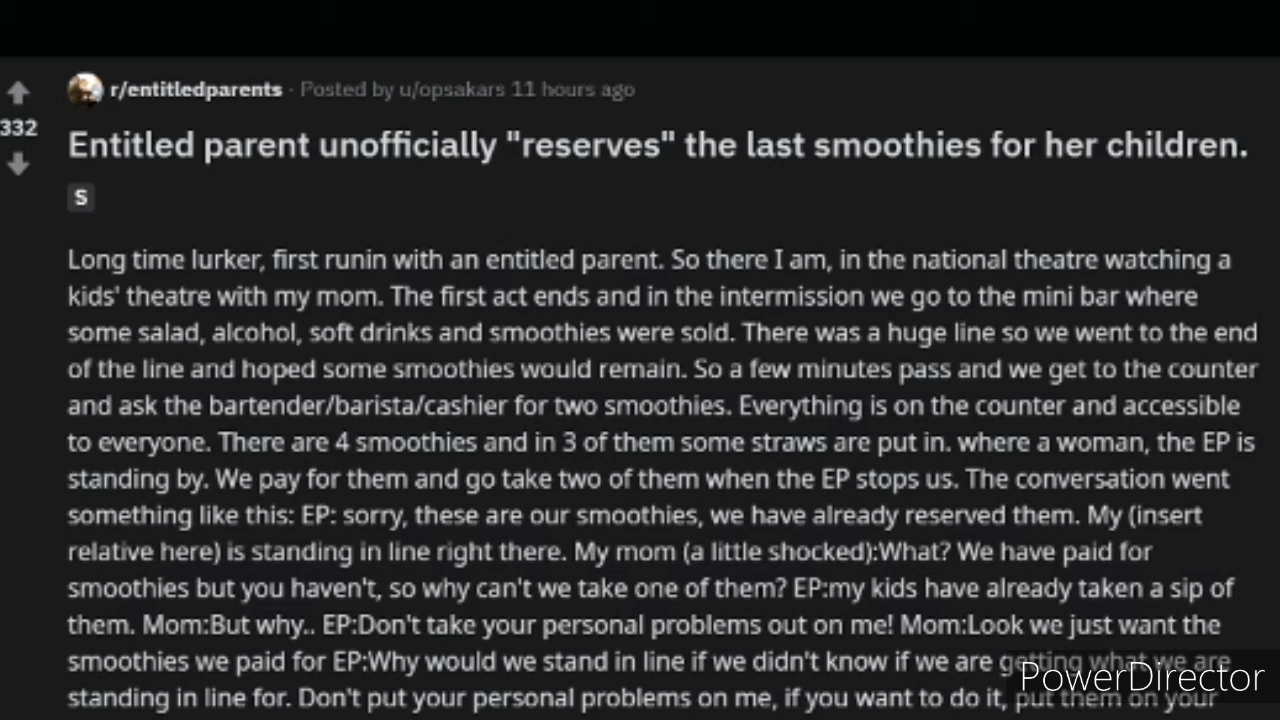 r/entitledparents · Posted by u/opsakars 11 hours ago
332
Entitled parent unofficially "reserves" the last smoothies for her children.
S
Long time lurker, first runin with an entitled parent. So there I am, in the national theatre watching a
kids' theatre with my mom. The first act ends and in the intermission we go to the mini bar where
some salad, alcohol, soft drinks and smoothies were sold. There was a huge line so we went to the end
of the line and hoped some smoothies would remain. So a few minutes pass and we get to the counter
and ask the bartender/barista/cashier for two smoothies. Everything is on the counter and accessible
to everyone. There are 4 smoothies and in 3 of them some straws are put in. where a woman, the EP is
standing by. We pay for them and go take two of them when the EP stops us. The conversation went
something like this: EP: sorry, these are our smoothies, we have already reserved them. My (insert
relative here) is standing in line right there. My mom (a little shocked):What? We have paid for
smoothies but you haven't, so why can't we take one of them? EP:my kids have already taken a sip of
them. Mom:But why.. EP:Don't take your personal problems out on me! Mom:Look we just want the
smoothies we paid for EP:Why would we stand in line if we didn't know if we are getting what we are
standing in line for. Don't put your personal problems on me, if you want to do it, put them on your
PowerDirector